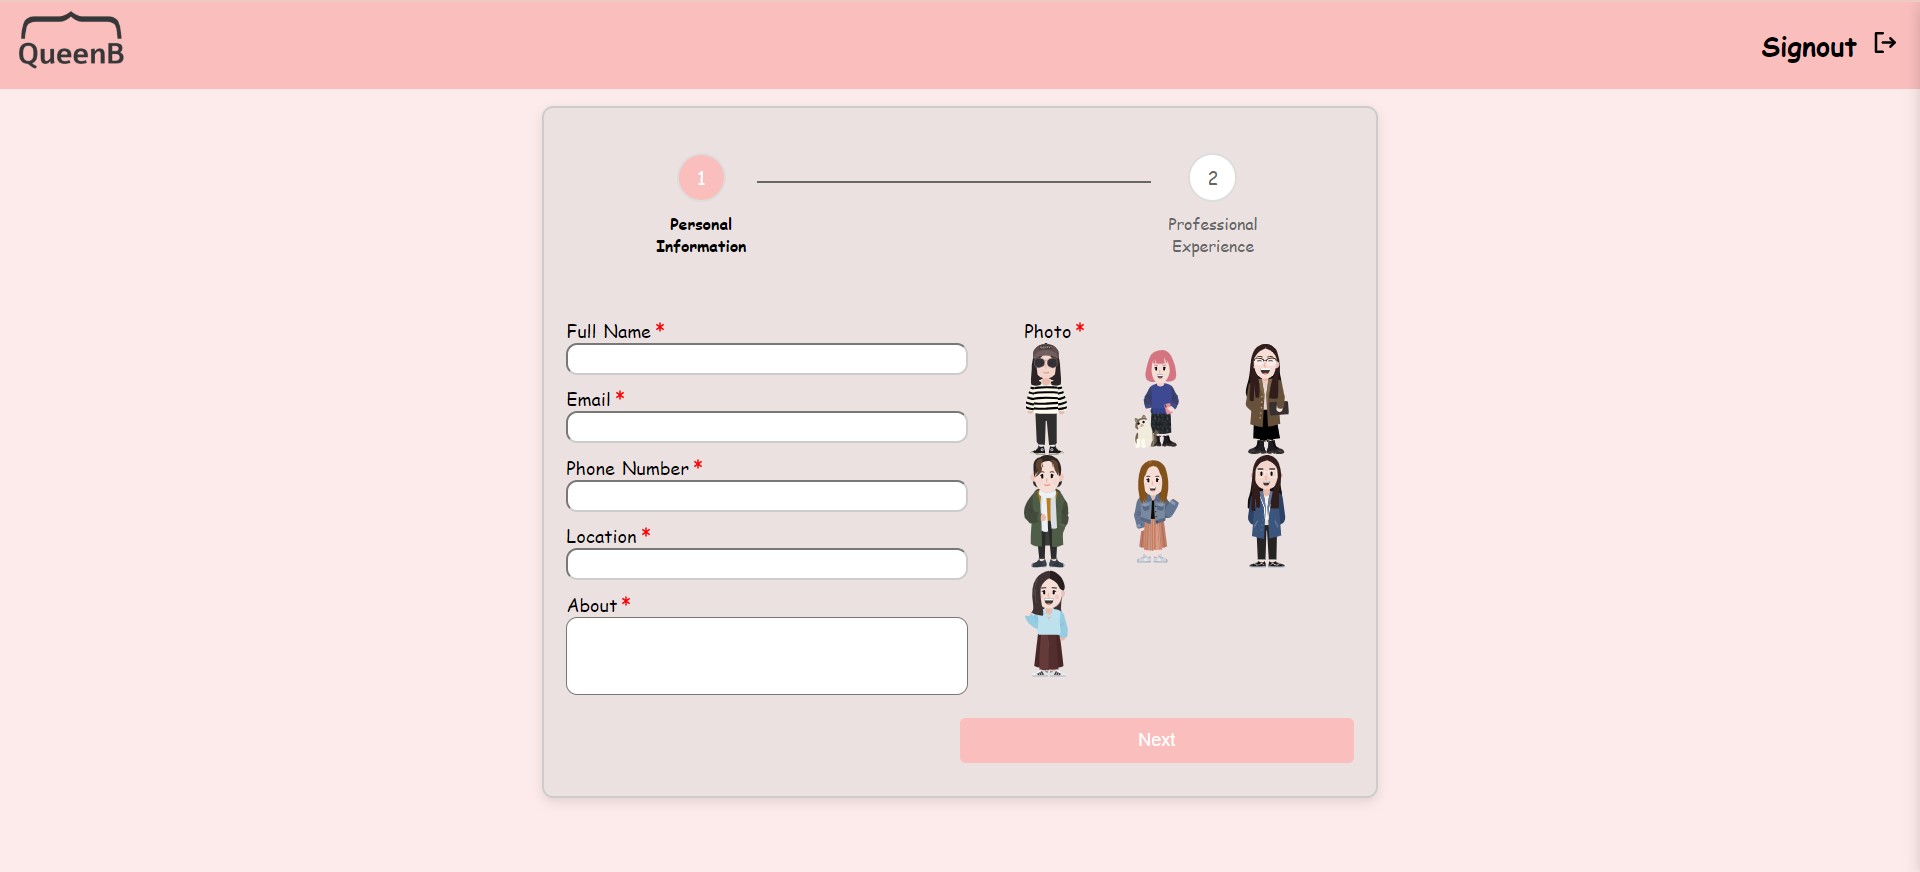 QueenB
Signout
1
2
Personal
Information
Professional
Experience
Full Name *
Email *
Phone Number *
Location *
About *
Photo *
Next